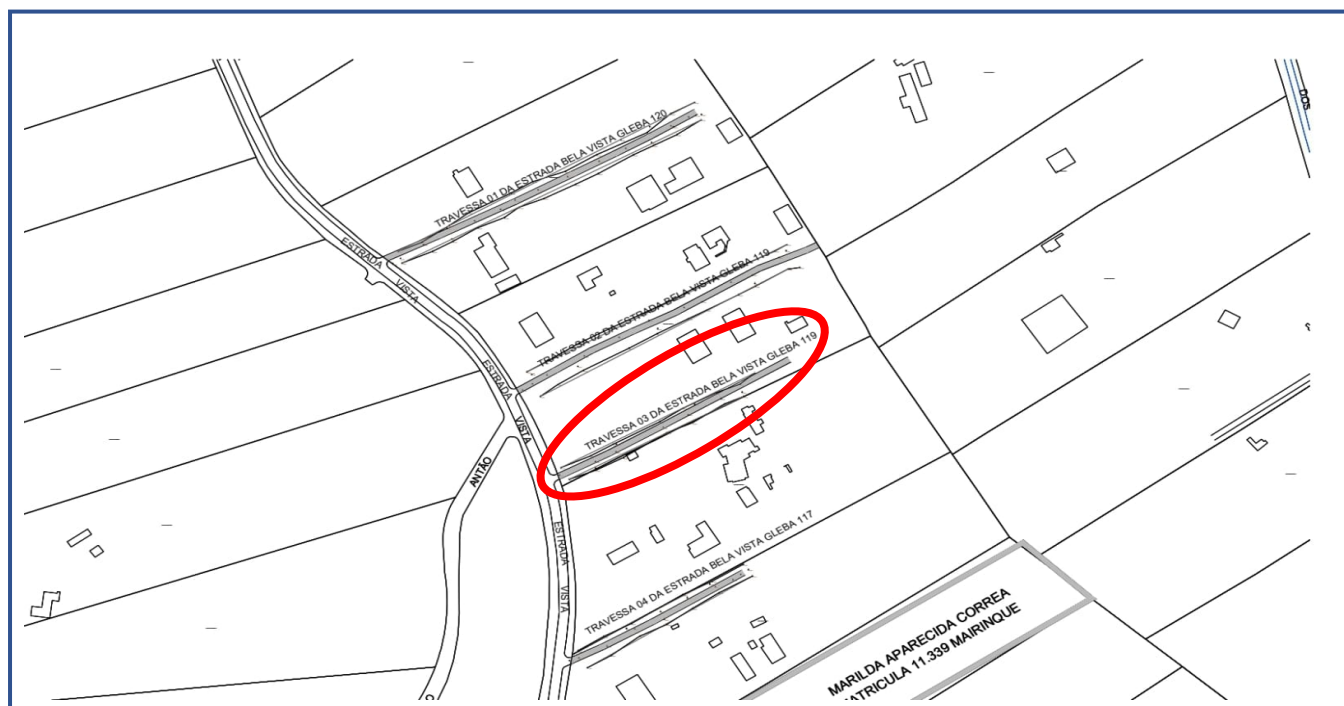 DOS
TRAVESSA 01 DA ESTRADA BELA VISTA GLEBA 120
ESTRADA
VISTA
TRAVESSA 02 DA ESTRADA BELA VISTA GLEBA 119
ESTRADA
VISTA
TRAVESSA 03 DA ESTRADA BELA VISTA GLEBA 119
ANTÃO
ESTRADA
VISTA
TRAVESSA 04 DA ESTRADA BELA VISTA GLEBA 117
MARILDA APARECIDA CORREA
MATRICULA 11.339 MAIRINQUE